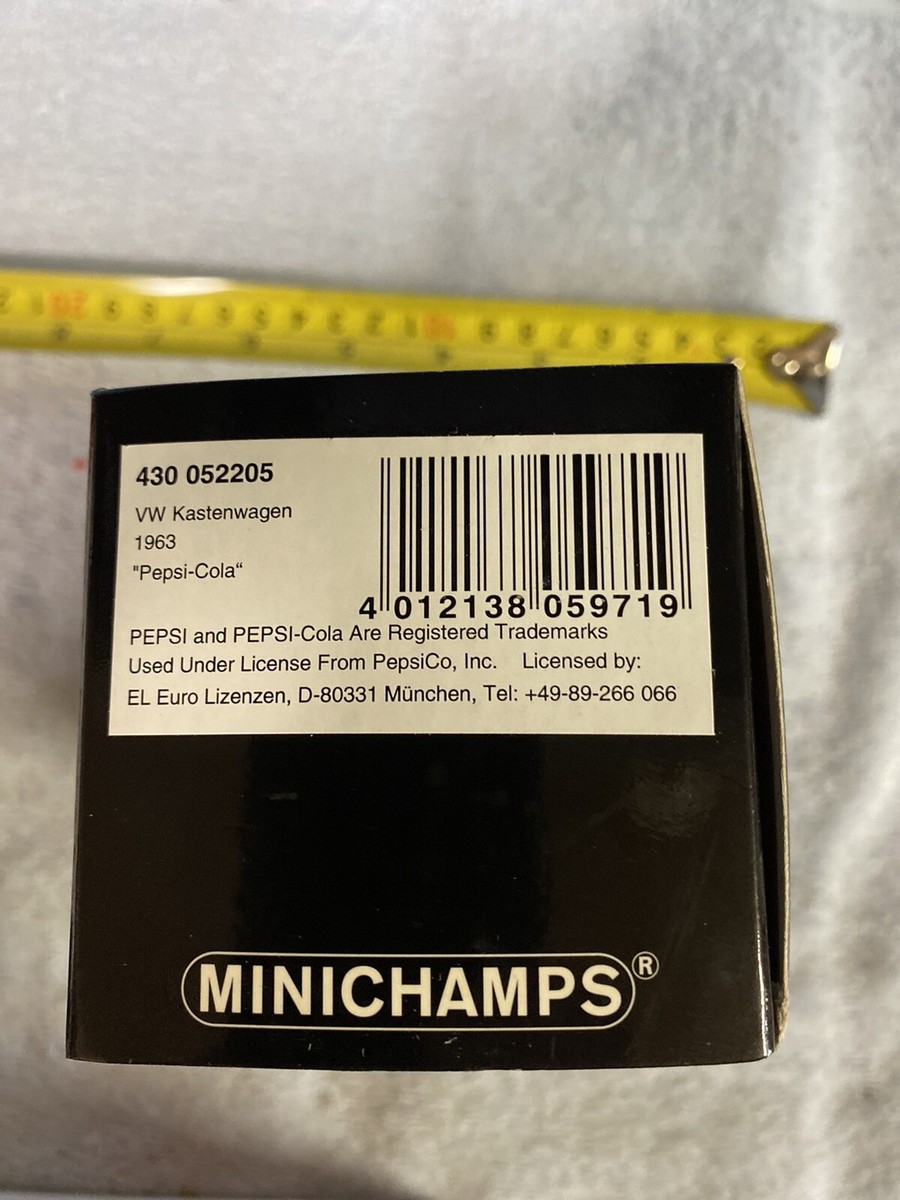 430 052205
VW Kastenwagen
1963
"Pepsi-Cola“
4 012138 059719
PEPSI and PEPSI-Cola Are Registered Trademarks
Used Under License From PepsiCo, Inc. Licensed by:
EL Euro Lizenzen, D-80331 München, Tel: +49-89-266 066
MINICHAMPS®